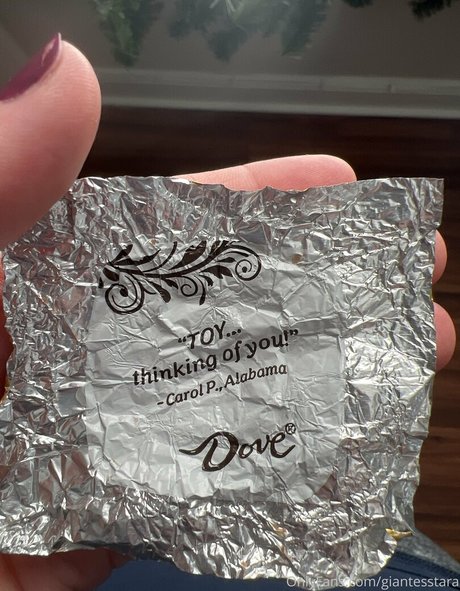 "TOY...
thinking of you!"
~Carol P., Alabama
Dove®
OnlyFans.com/giantesstara